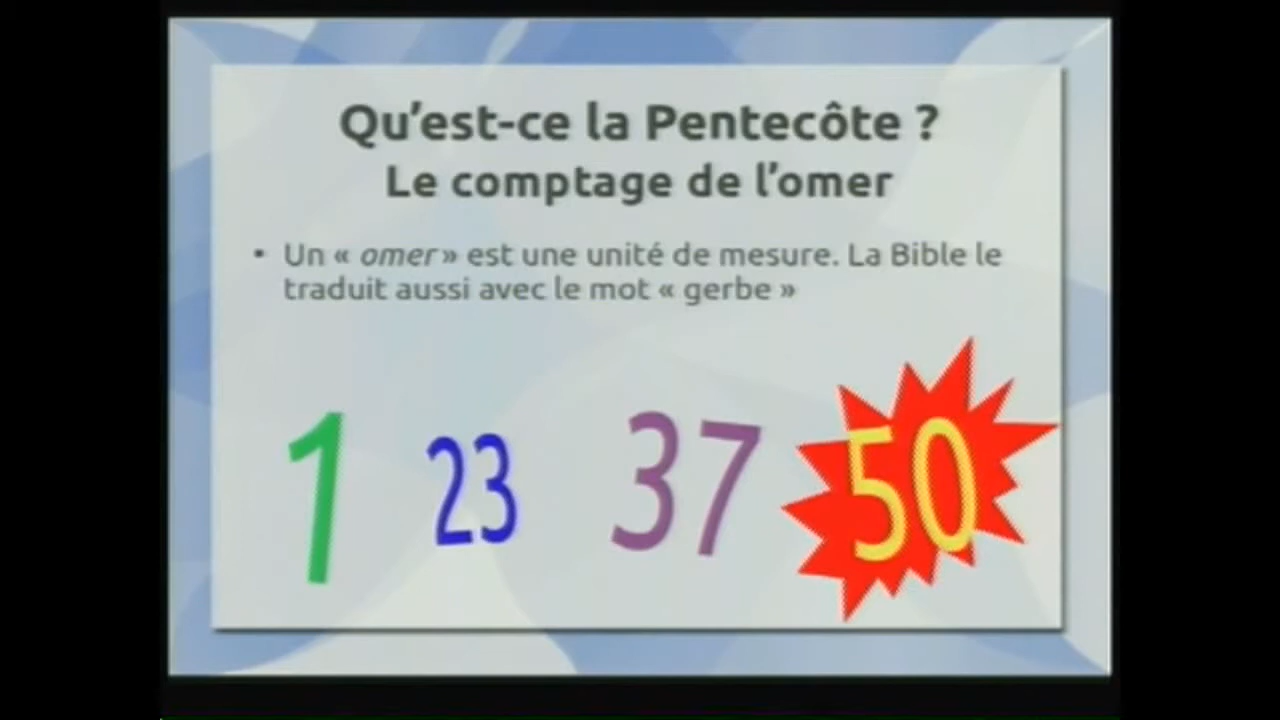 Qu’est-ce la Pentecôte ?
Le comptage de l’omer
• Un « omer » est une unité de mesure. La Bible le
traduit aussi avec le mot « gerbe »
1 23 37 50